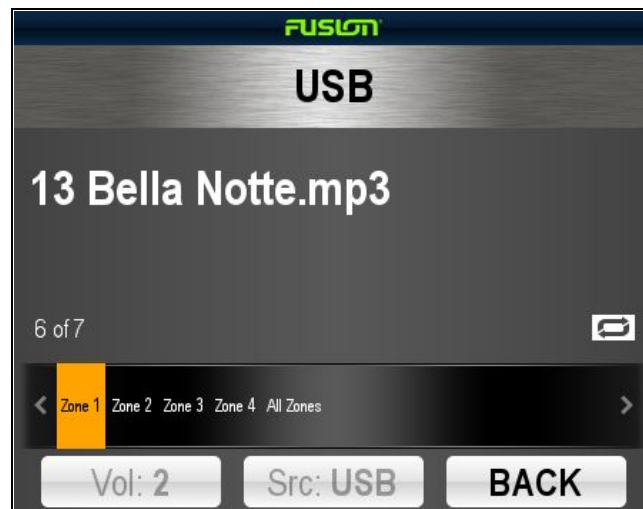 FUSION
USB
13 Bella Notte.mp3
6 of 7
Zone 1 Zone 2 Zone 3 Zone 4 All Zones
Vol: 2 Src: USB BACK